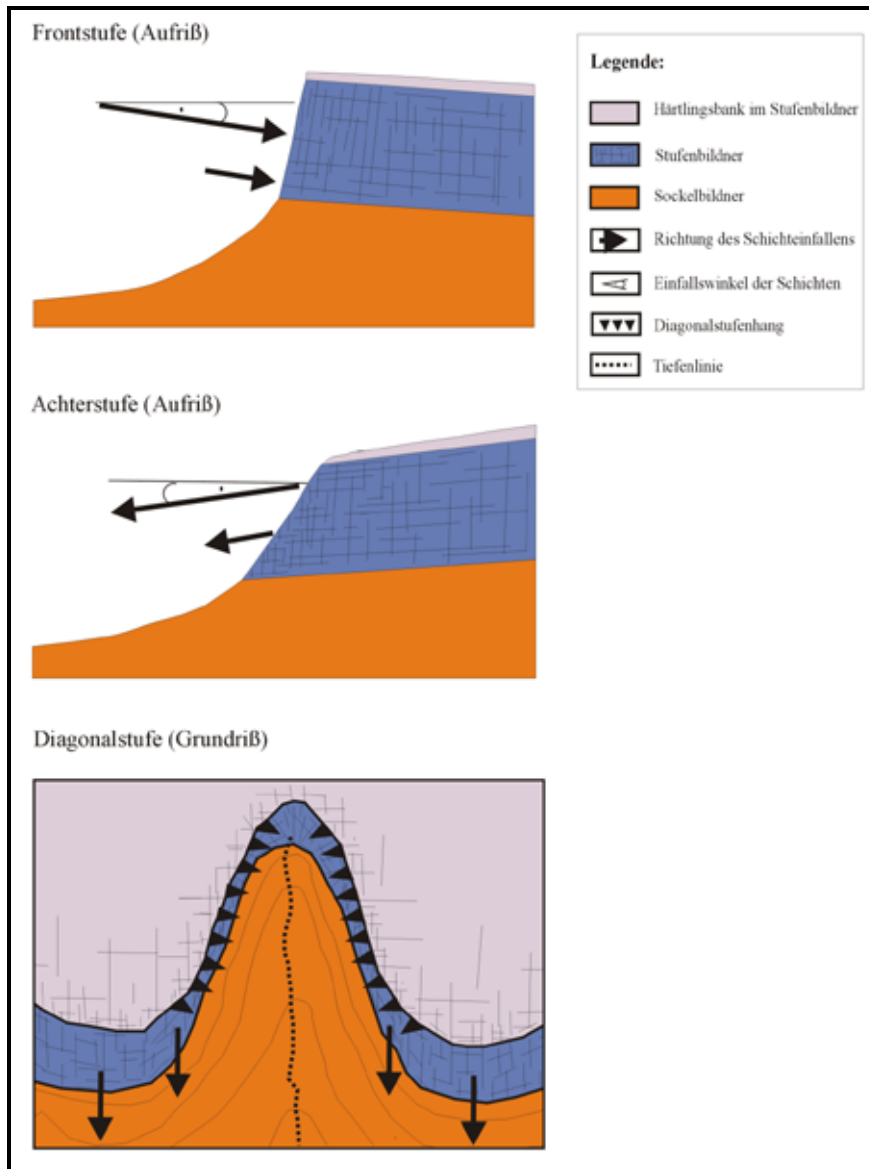 Frontstufe (Aufriß)
Legende:
Härtlingsbank im Stufenbildner
Stufenbildner
Sockelbildner
Richtung des Schichteinfallens
Einfallswinkel der Schichten
Diagonalstufenhang
Tiefenlinie
Achterstufe (Aufriß)
Diagonalstufe (Grundriß)